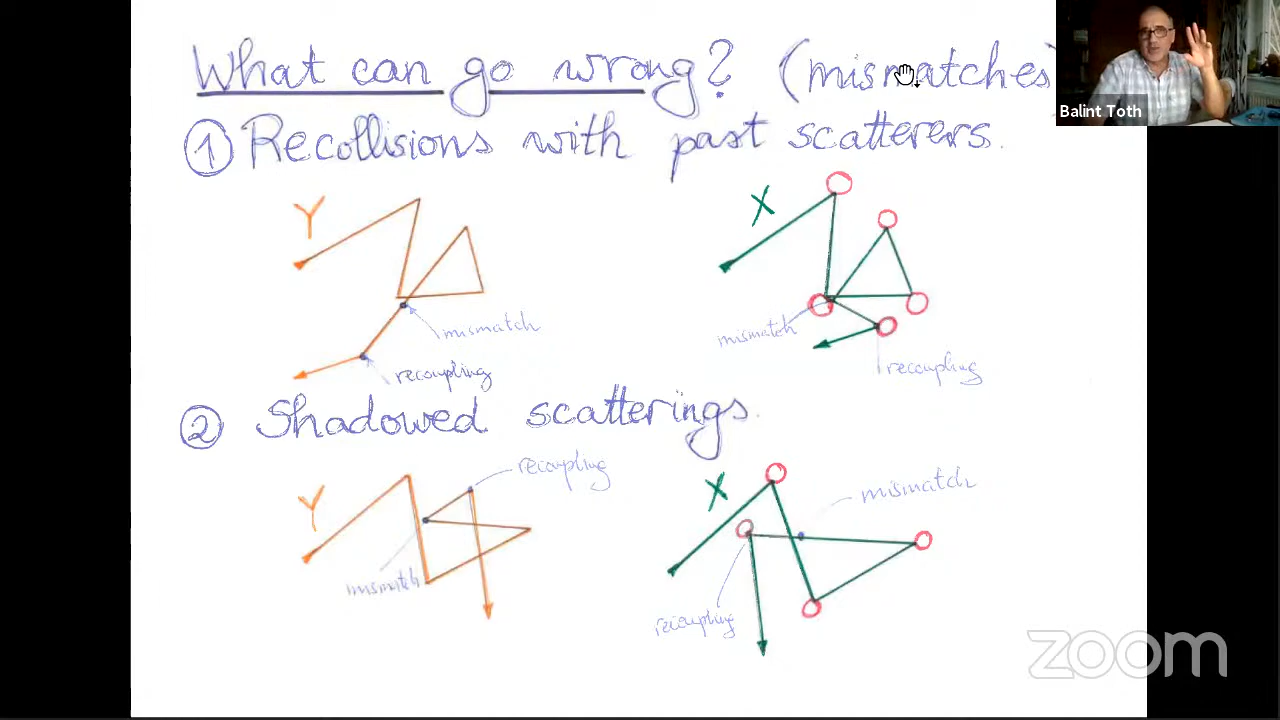 What can go wrong? (mismatches)
Balint Toth
① Recollisions with past scatterers.
Y
X
mismatch
mismatch
recoupling
recoupling
② Shadowed scatterings.
recoupling
Y
X
mismatch
mismatch
recoupling
zoom